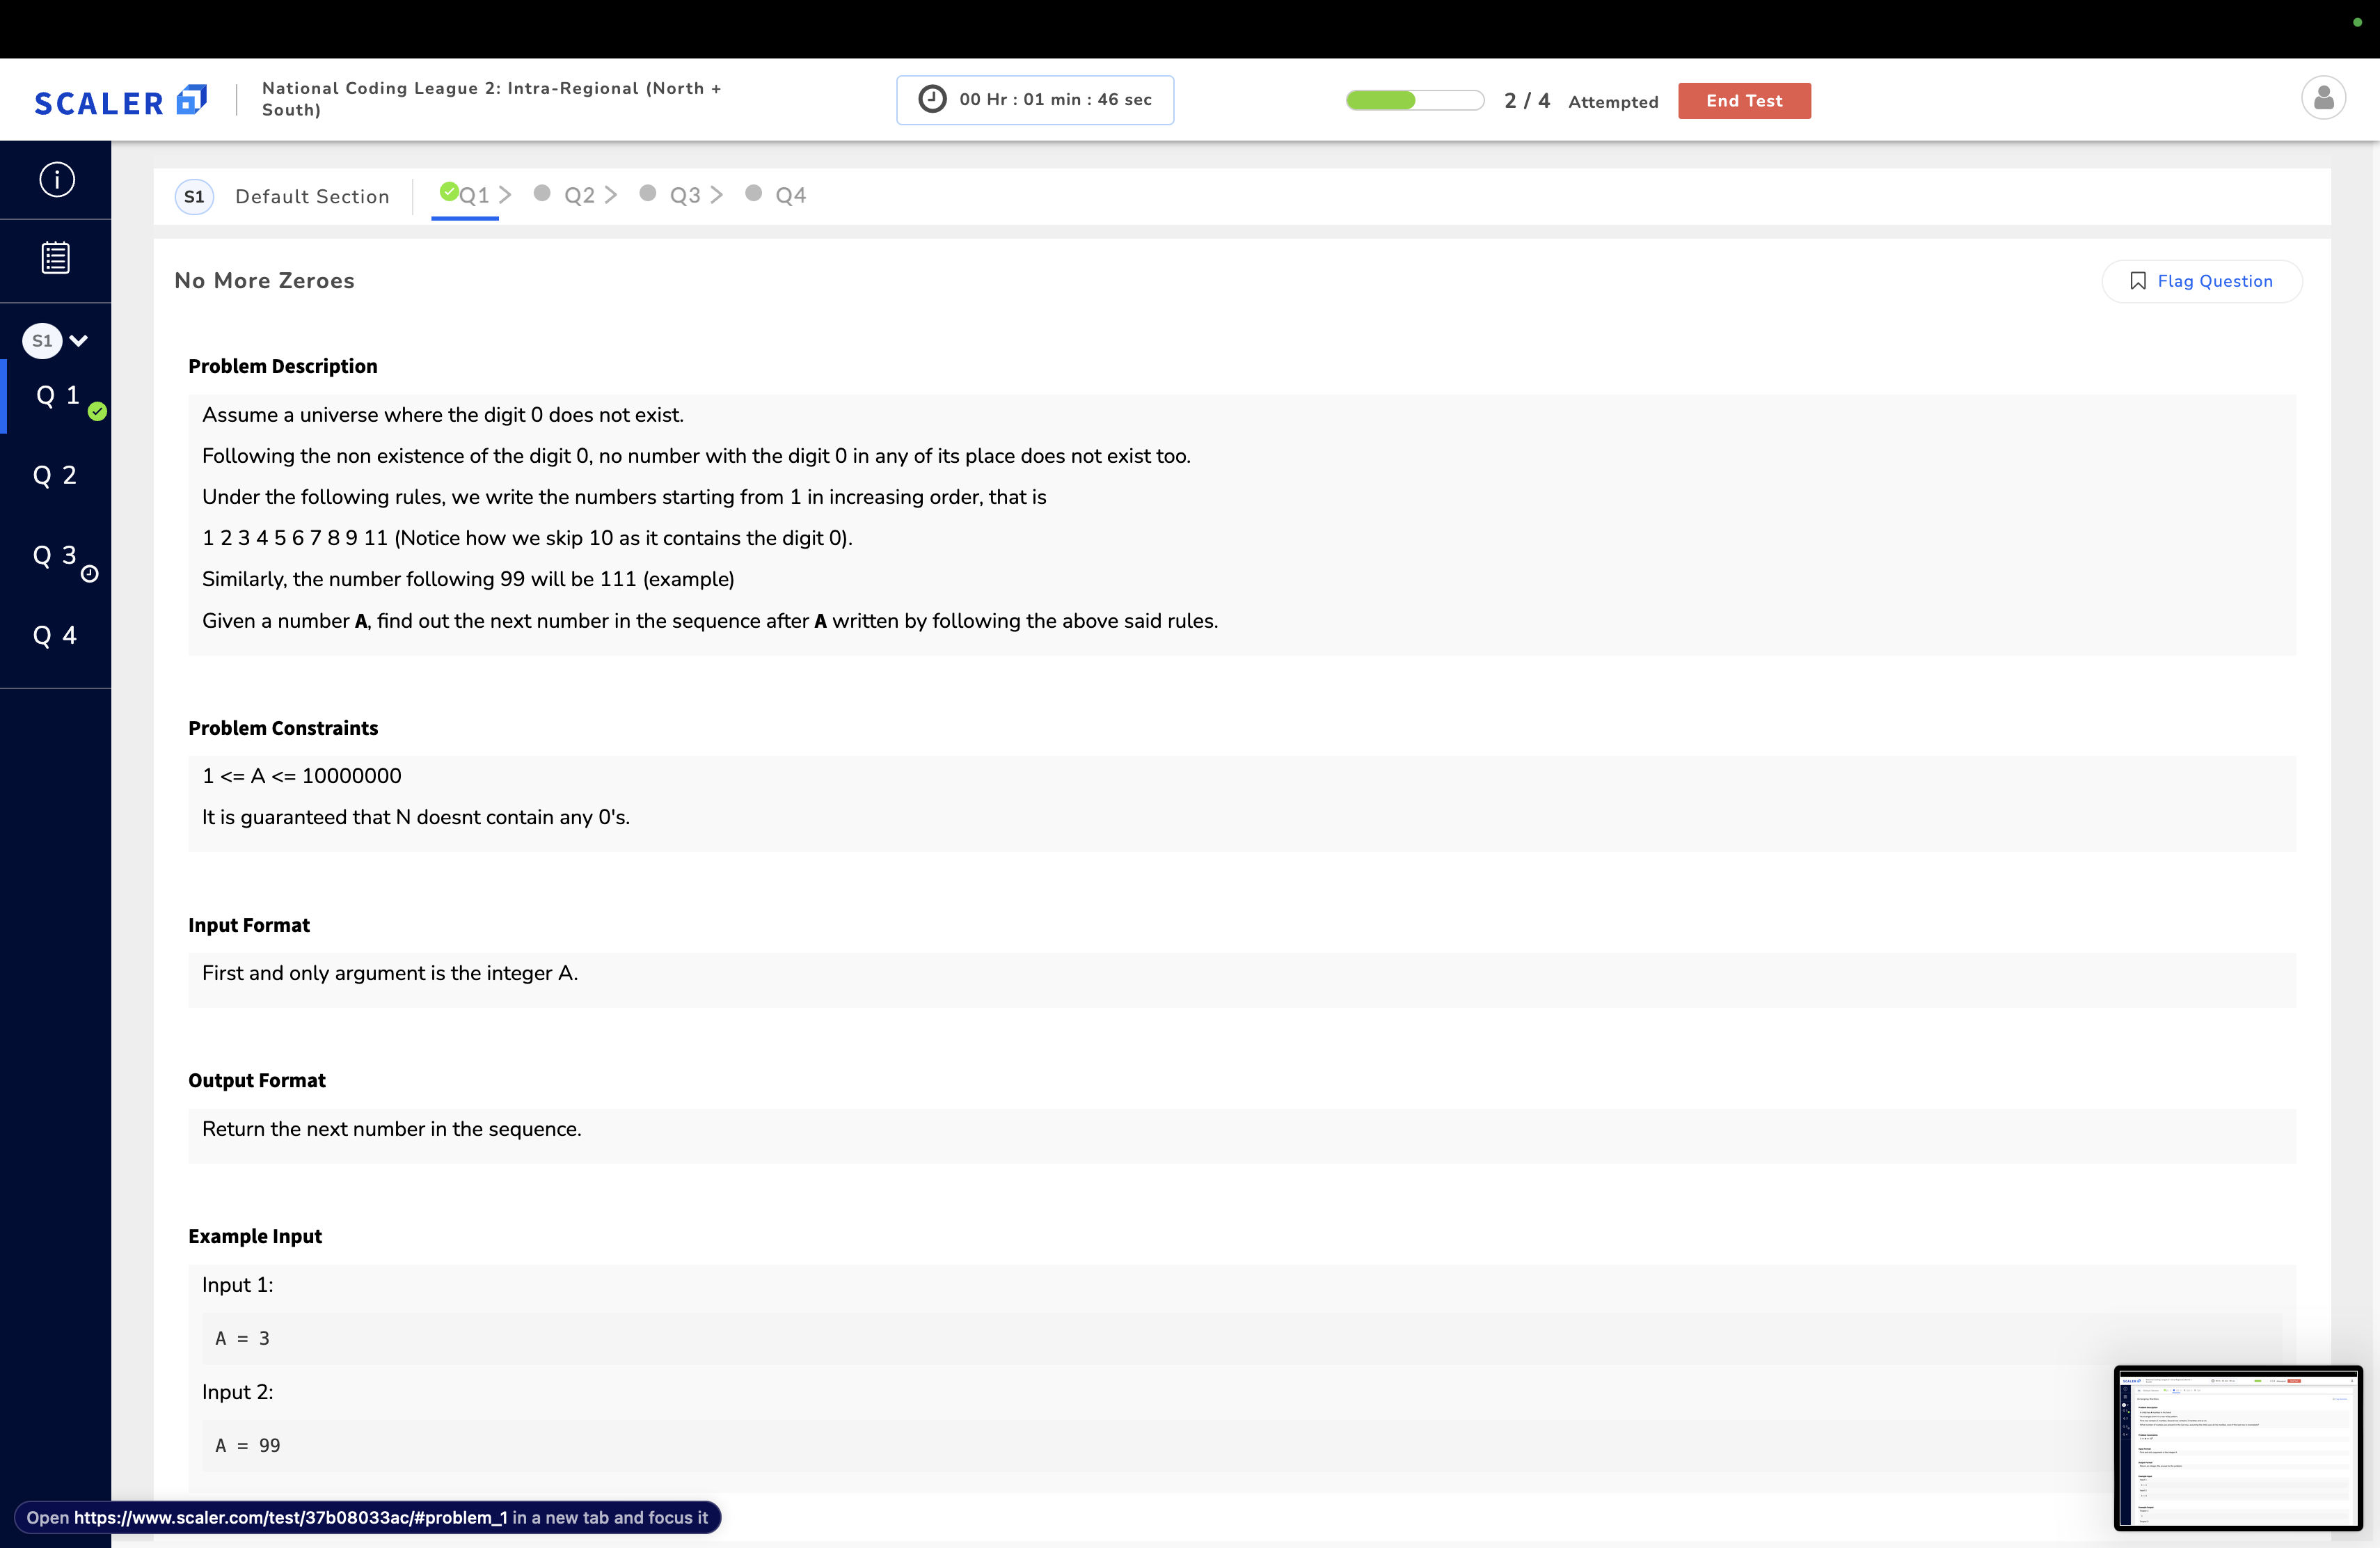 SCALER
National Coding League 2: Intra-Regional (North +
South)
00 Hr : 01 min : 46 sec
2 / 4 Attempted
End Test
S1 Default Section
Q1
Q2
Q3
Q4
S1
Q 1
Q 2
Q 3
Q 4
No More Zeroes
Flag Question
Problem Description
Assume a universe where the digit 0 does not exist.
Following the non existence of the digit 0, no number with the digit 0 in any of its place does not exist too.
Under the following rules, we write the numbers starting from 1 in increasing order, that is
1 2 3 4 5 6 7 8 9 11 (Notice how we skip 10 as it contains the digit 0).
Similarly, the number following 99 will be 111 (example)
Given a number A, find out the next number in the sequence after A written by following the above said rules.
Problem Constraints
1 <= A <= 10000000
It is guaranteed that N doesnt contain any 0's.
Input Format
First and only argument is the integer A.
Output Format
Return the next number in the sequence.
Example Input
Input 1:
A = 3
Input 2:
A = 99
Open https://www.scaler.com/test/37b08033ac/#problem_1 in a new tab and focus it